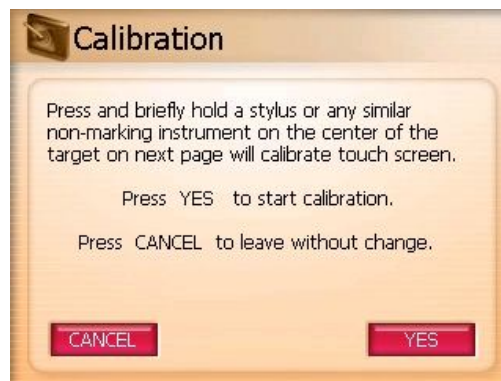 Calibration
Press and briefly hold a stylus or any similar
non-marking instrument on the center of the
target on next page will calibrate touch screen.
Press YES to start calibration.
Press CANCEL to leave without change.
CANCEL YES